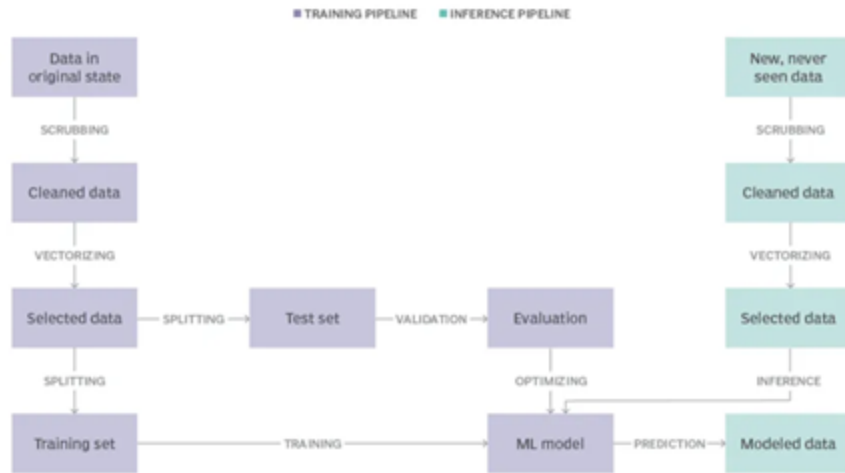 TRAINING PIPELINE INFERENCE PIPELINE
Data in
original state
New, never
seen data
SCRUBBING
SCRUBBING
Cleaned data
Cleaned data
VECTORIZING
VECTORIZING
Selected data
SPLITTING
Test set
VALIDATION
Evaluation
Selected data
SPLITTING
OPTIMIZING
INFERENCE
Training set
TRAINING
ML model
PREDICTION
Modeled data